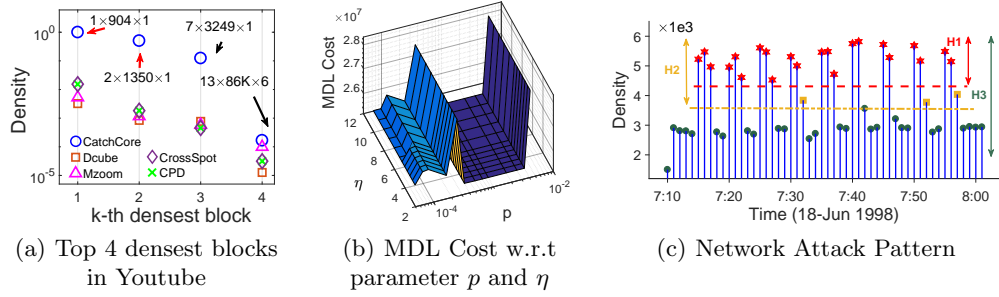 1×904×1
7×3249×1
2×1350×1
13×86K×6
Density
10⁰
10⁻⁵
CatchCore
Dcube
Mzoom
CrossSpot
CPD
1 2 3 4
k-th densest block
(a) Top 4 densest blocks
in Youtube
×10⁷
MDL Cost
2.8
2.7
2.6
12
10
8
6
4
2
η
10⁻⁴
10⁻²
p
(b) MDL Cost w.r.t
parameter p and η
×1e3
Density
6
5
4
3
2
H1
H2
H3
7:10 7:20 7:30 7:40 7:50 8:00
Time (18-Jun 1998)
(c) Network Attack Pattern